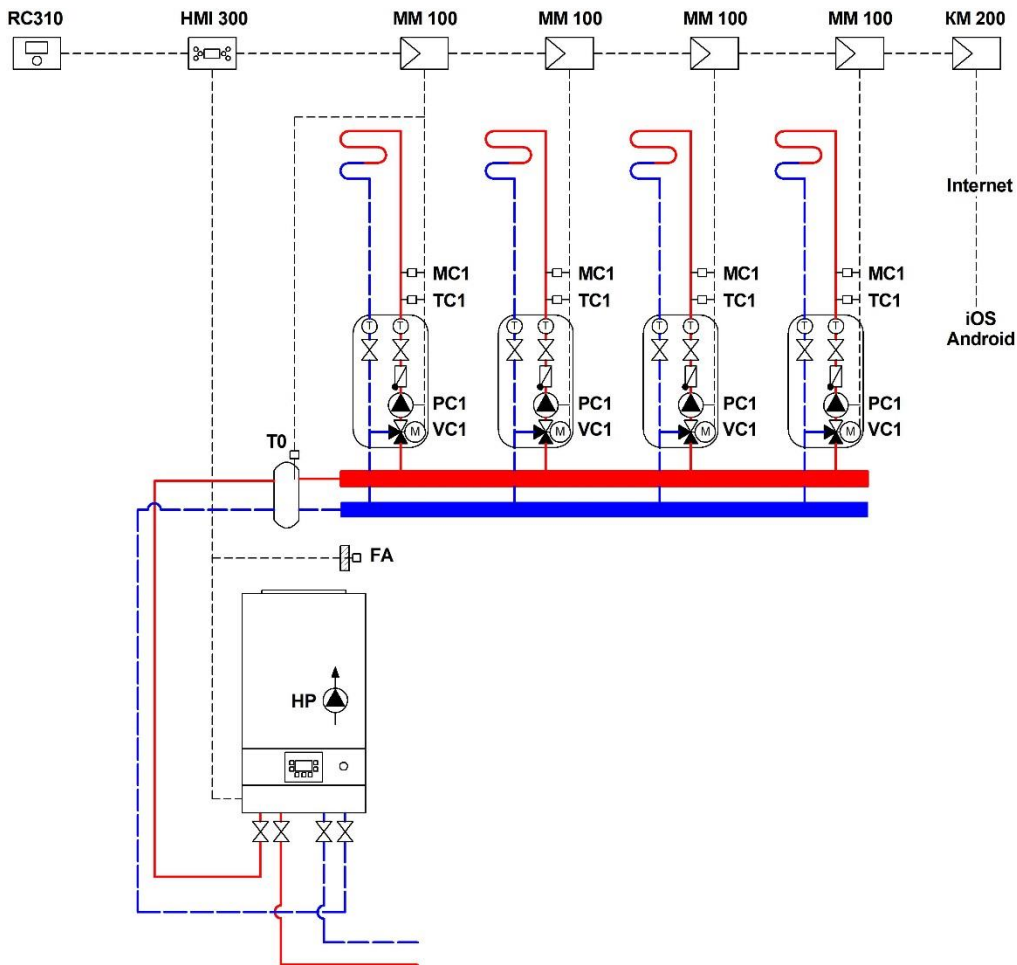 RC310
HMI 300
MM 100
MM 100
MM 100
MM 100
KM 200
Internet
iOS
Android
MC1
MC1
MC1
MC1
TC1
TC1
TC1
TC1
T
T
T
T
T
T
T
T
PC1
PC1
PC1
PC1
M
VC1
M
VC1
M
VC1
M
VC1
T0
FA
HP